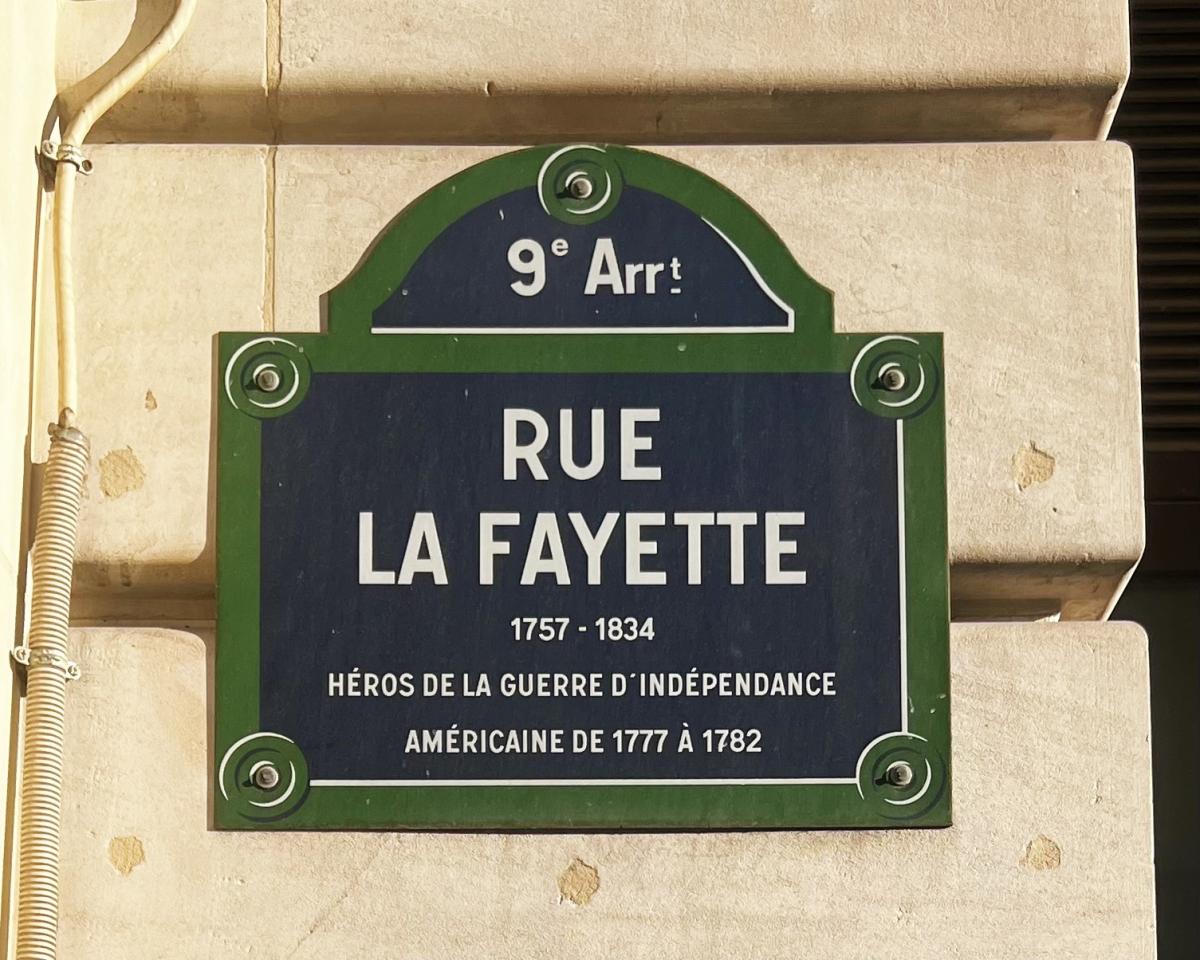 9e Arrt
RUE
LA FAYETTE
1757 - 1834
HÉROS DE LA GUERRE D´INDÉPENDANCE
AMÉRICAINE DE 1777 À 1782